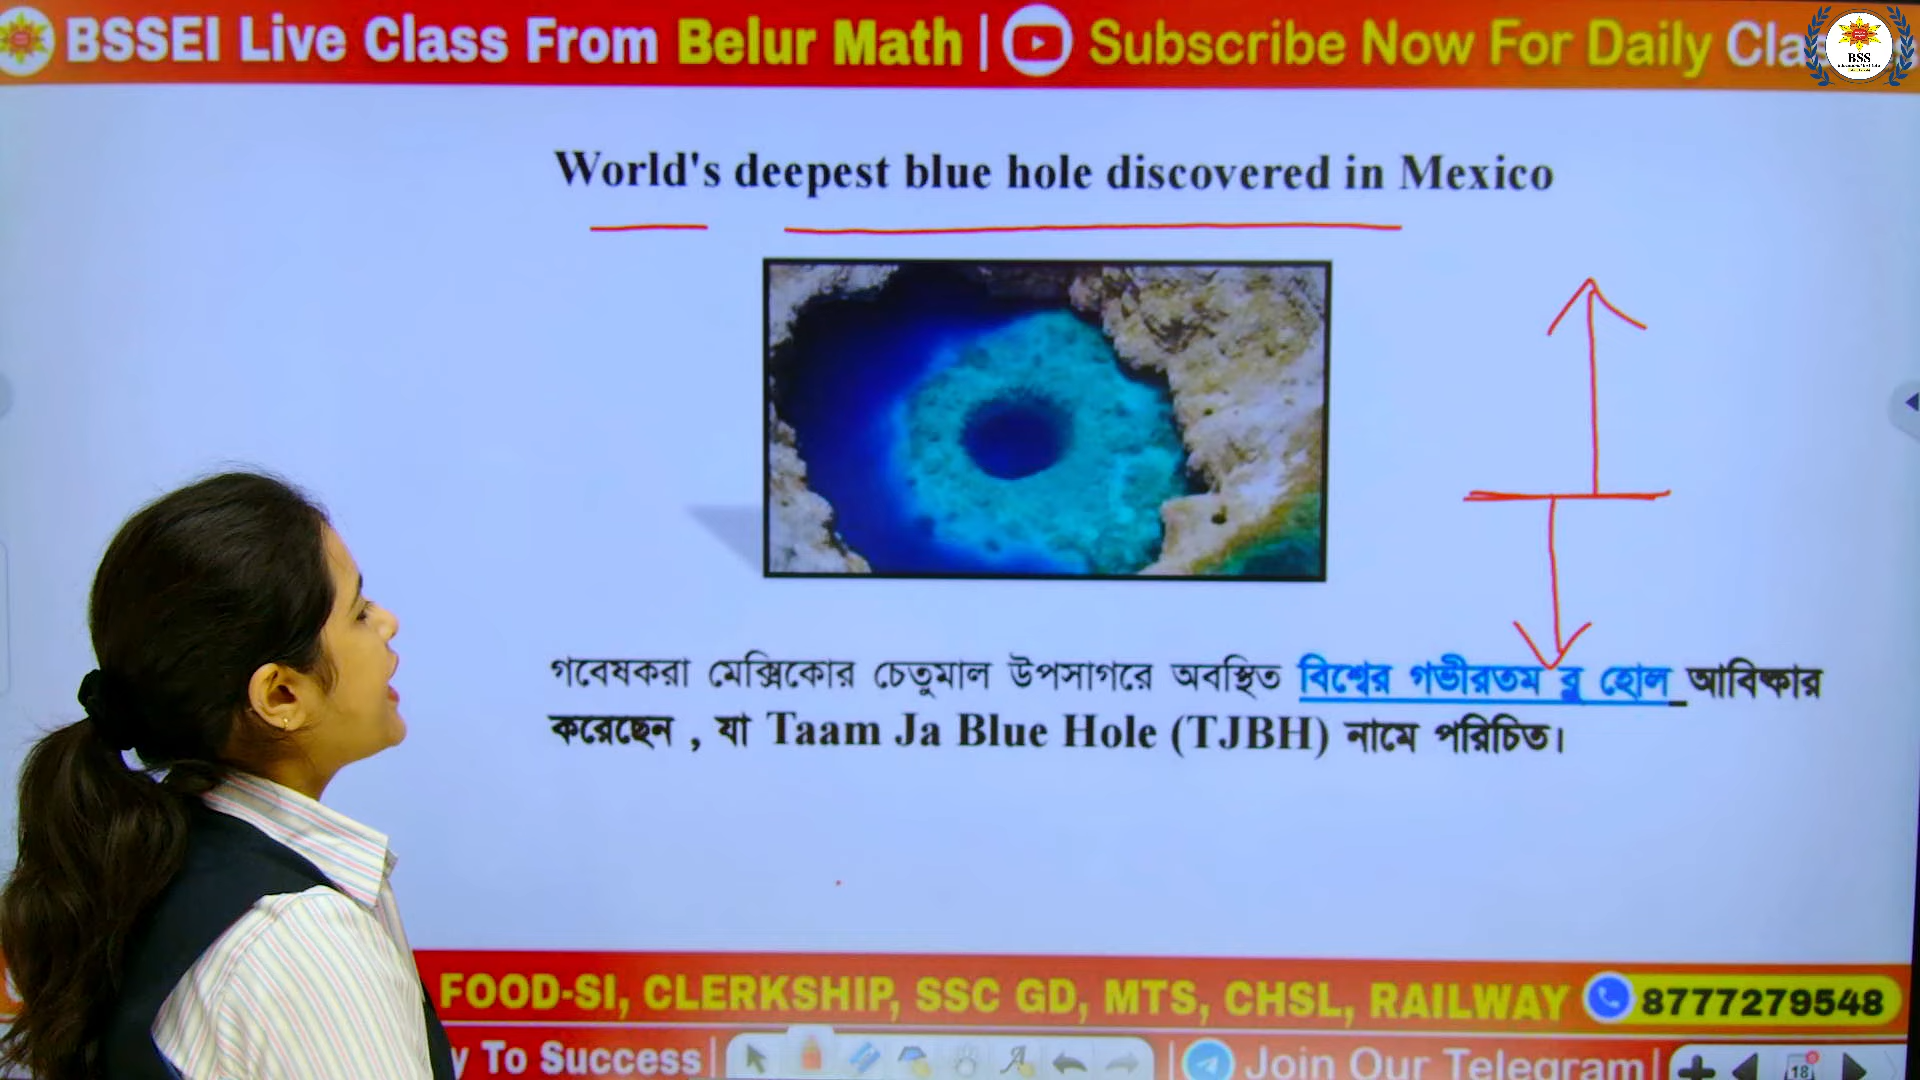 BSSEI Live Class From Belur Math | Subscribe Now For Daily Cla
BSS
World's deepest blue hole discovered in Mexico
গবেষকরা মেক্সিকোর চেতুমাল উপসাগরে অবস্থিত বিশ্বের গভীরতম ব্লু হোল আবিষ্কার
করেছেন , যা Taam Ja Blue Hole (TJBH) নামে পরিচিত।
FOOD-SI, CLERKSHIP, SSC GD, MTS, CHSL, RAILWAY 8777279548
y To Success | Join Our Telegram |
18